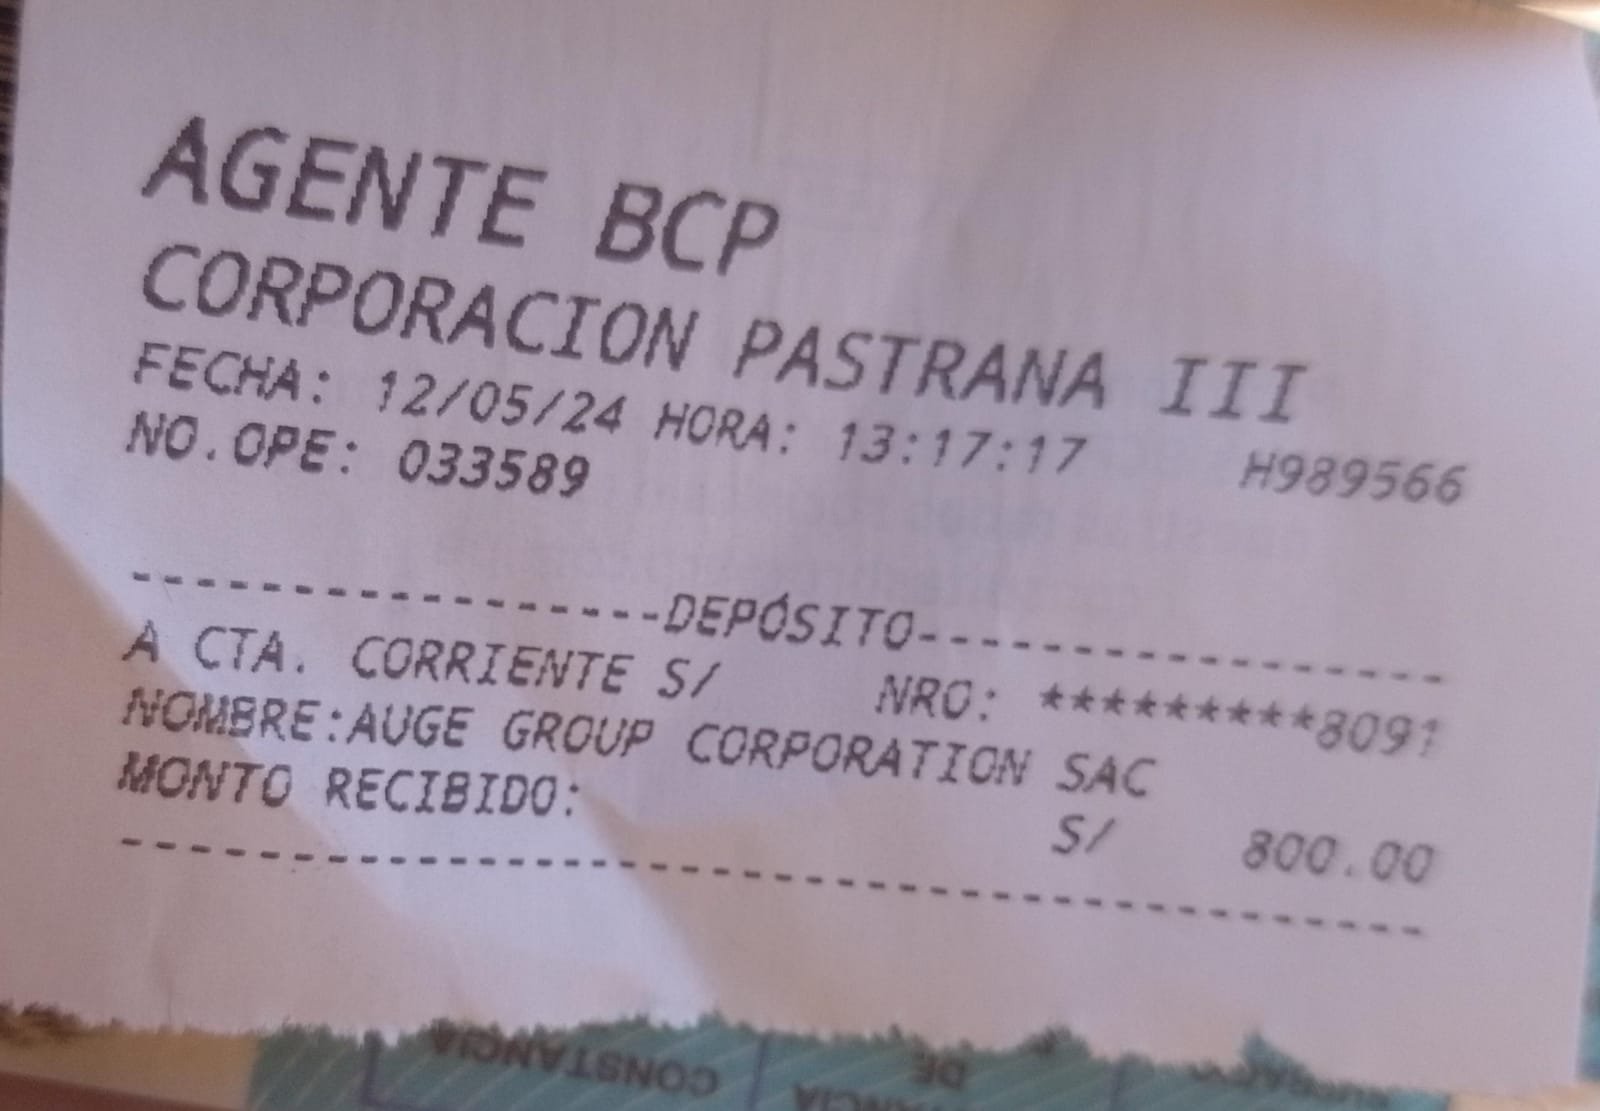 AGENTE BCP
CORPORACION PASTRANA III
FECHA: 12/05/24 HORA: 13:17:17 H989566
NO.OPE: 033589
-----------------DEPÓSITO-----------------
A CTA. CORRIENTE S/ NRO: *********8091
NOMBRE:AUGE GROUP CORPORATION SAC
MONTO RECIBIDO: S/ 800.00
------------------------------------------
CONSTANCIA
DE